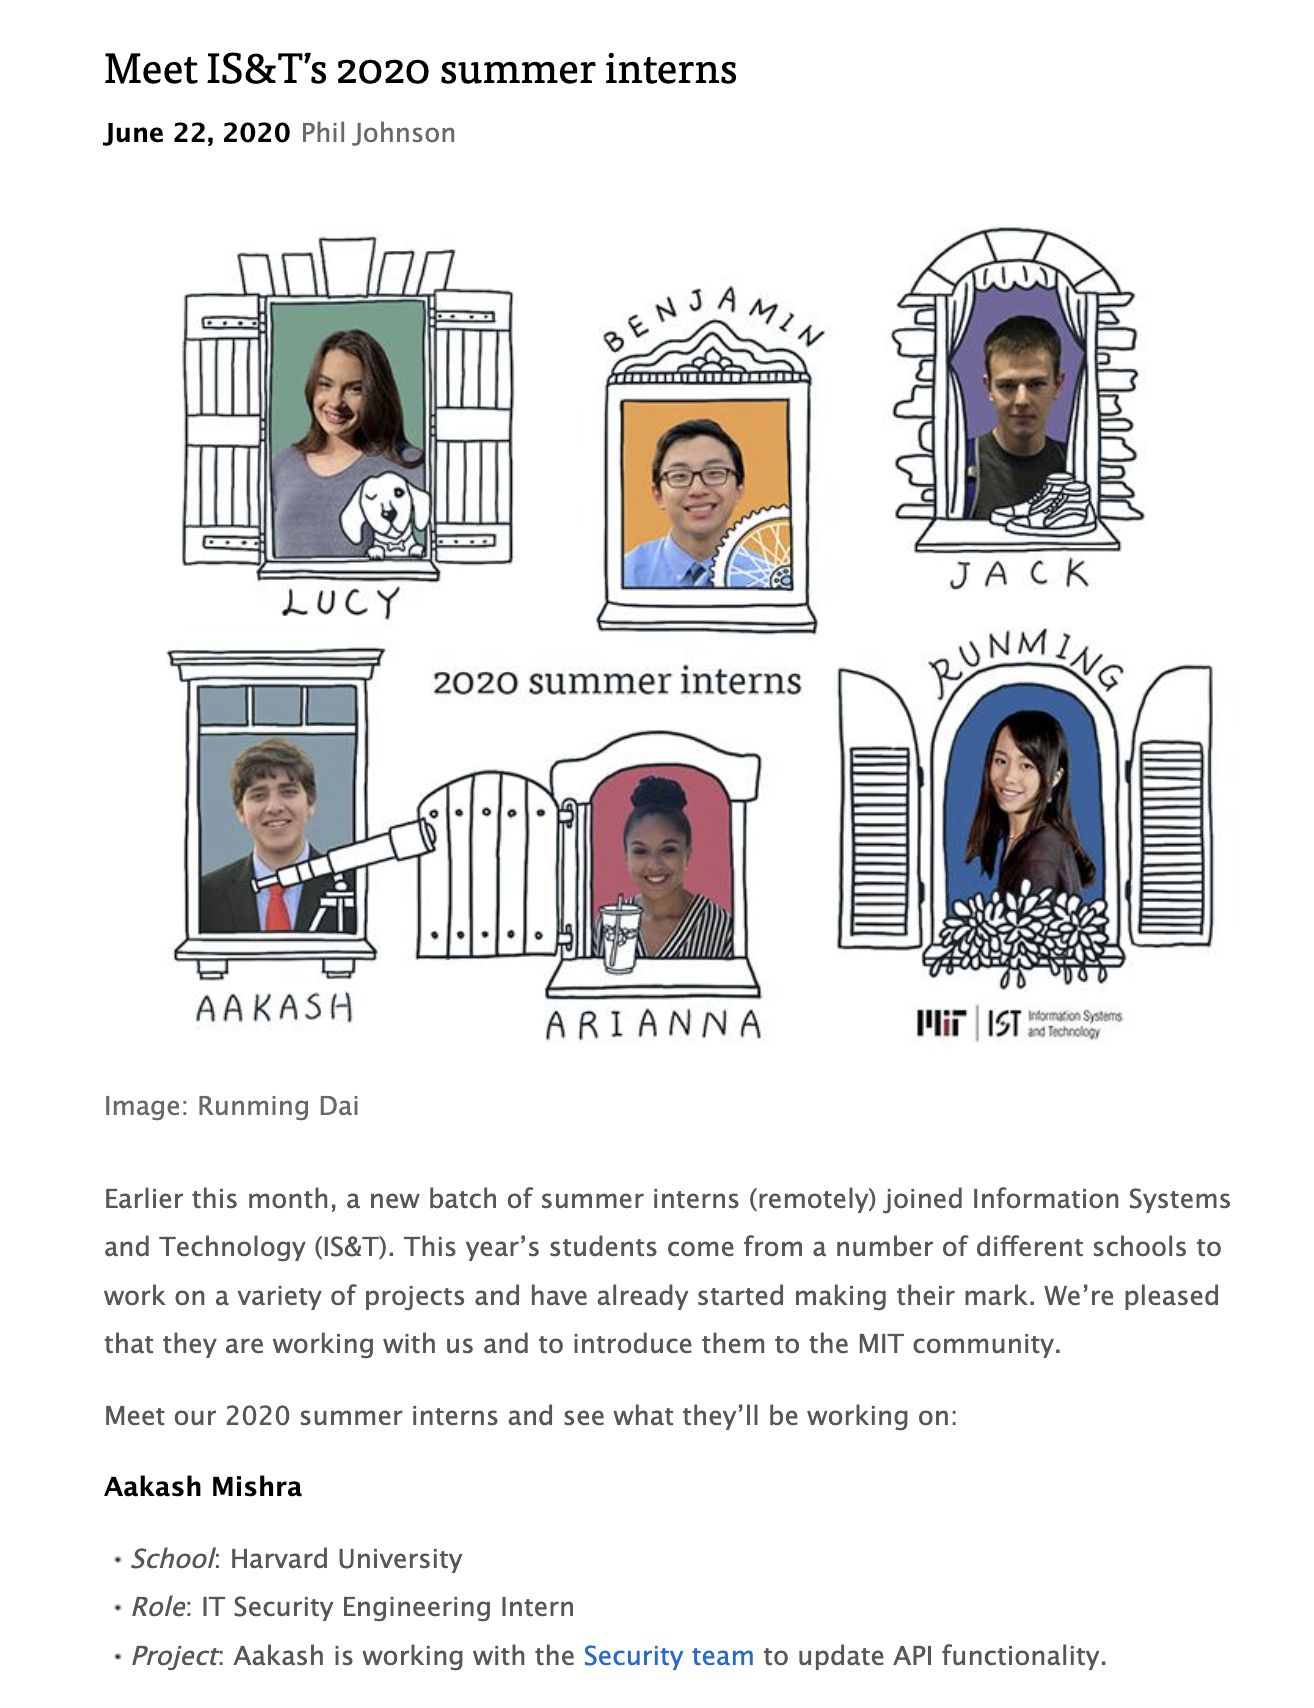 Meet IS&T’s 2020 summer interns
June 22, 2020 Phil Johnson
LUCY
BENJAMIN
JACK
AAKASH
2020 summer interns
ARIANNA
RUNMING
MIT IST Information Systems
and Technology
Image: Runming Dai
Earlier this month, a new batch of summer interns (remotely) joined Information Systems
and Technology (IS&T). This year’s students come from a number of different schools to
work on a variety of projects and have already started making their mark. We’re pleased
that they are working with us and to introduce them to the MIT community.
Meet our 2020 summer interns and see what they’ll be working on:
Aakash Mishra
• School: Harvard University
• Role: IT Security Engineering Intern
• Project: Aakash is working with the Security team to update API functionality.